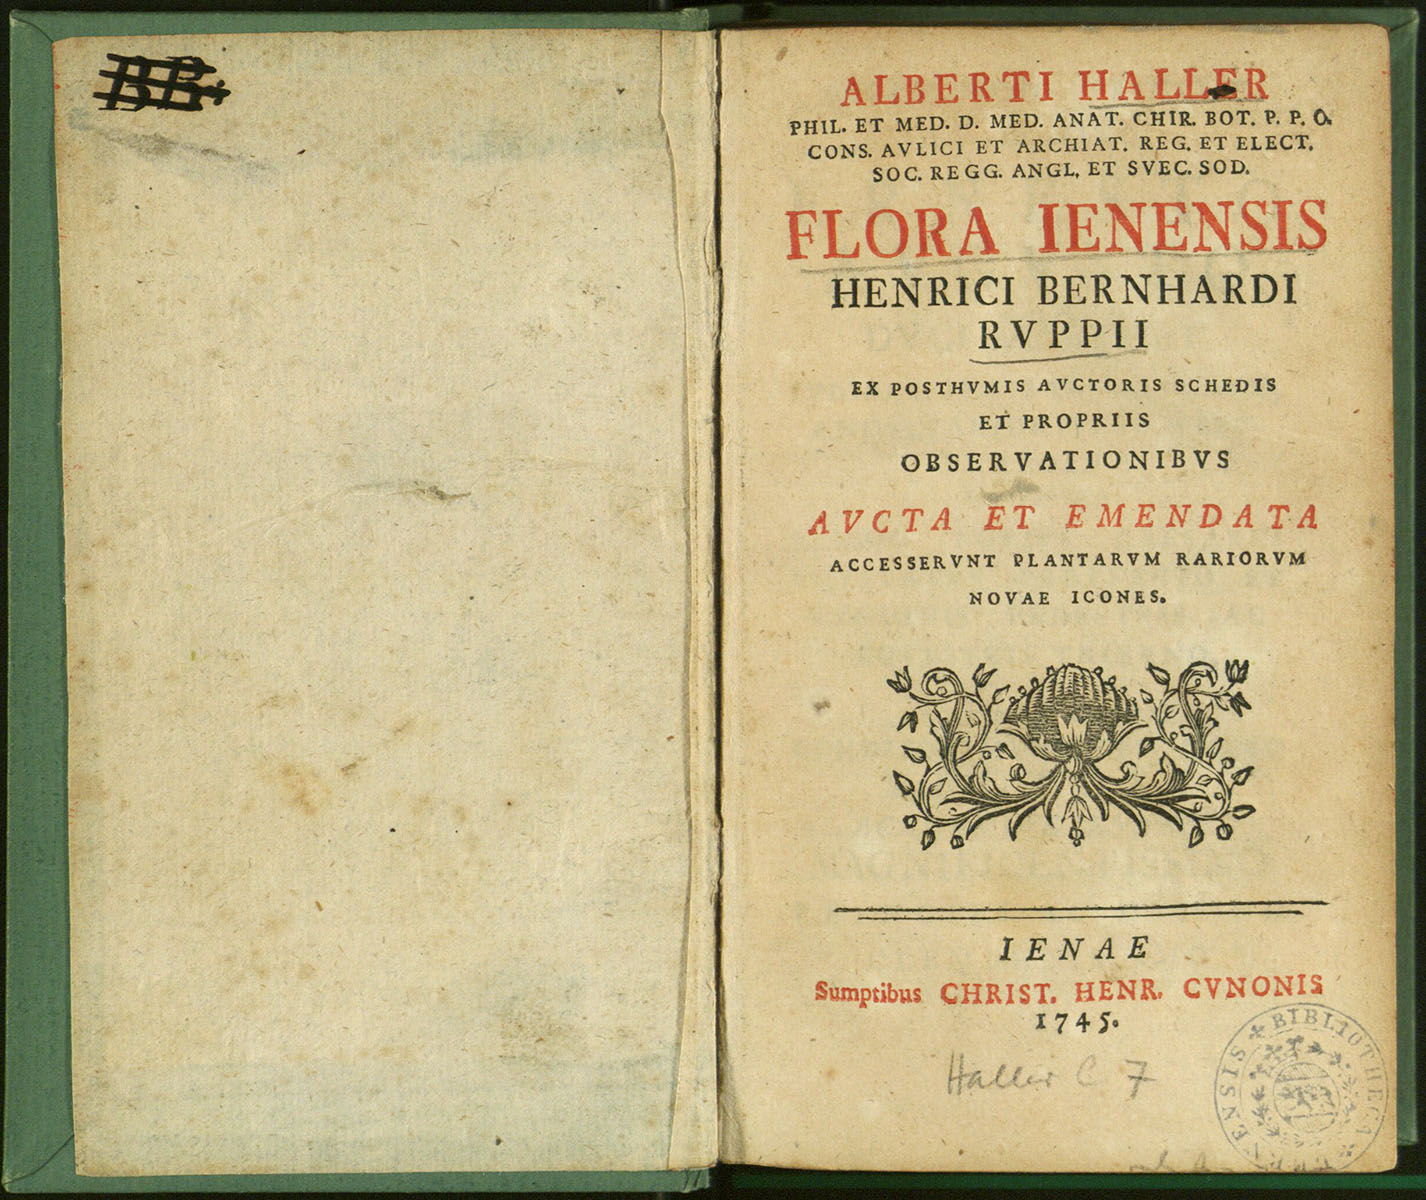 BB.
ALBERTI HALLER
PHIL. ET MED. D. MED. ANAT. CHIR. BOT. P. P. O.
CONS. AVLICI ET ARCHIAT. REG. ET ELECT.
SOC. REGG. ANGL. ET SVEC. SOD.
FLORA IENENSIS
HENRICI BERNHARDI
RVPPII
EX POSTHVMIS AVCTORIS SCHEDIS
ET PROPRIIS
OBSERVATIONIBVS
AVCTA ET EMENDATA
ACCESSERVNT PLANTARVM RARIORVM
NOVAE ICONES.
IENAE
Sumptibus CHRIST. HENR. CVNONIS
1745.
Haller C 7
BIBLIOTHECA
ENSIS